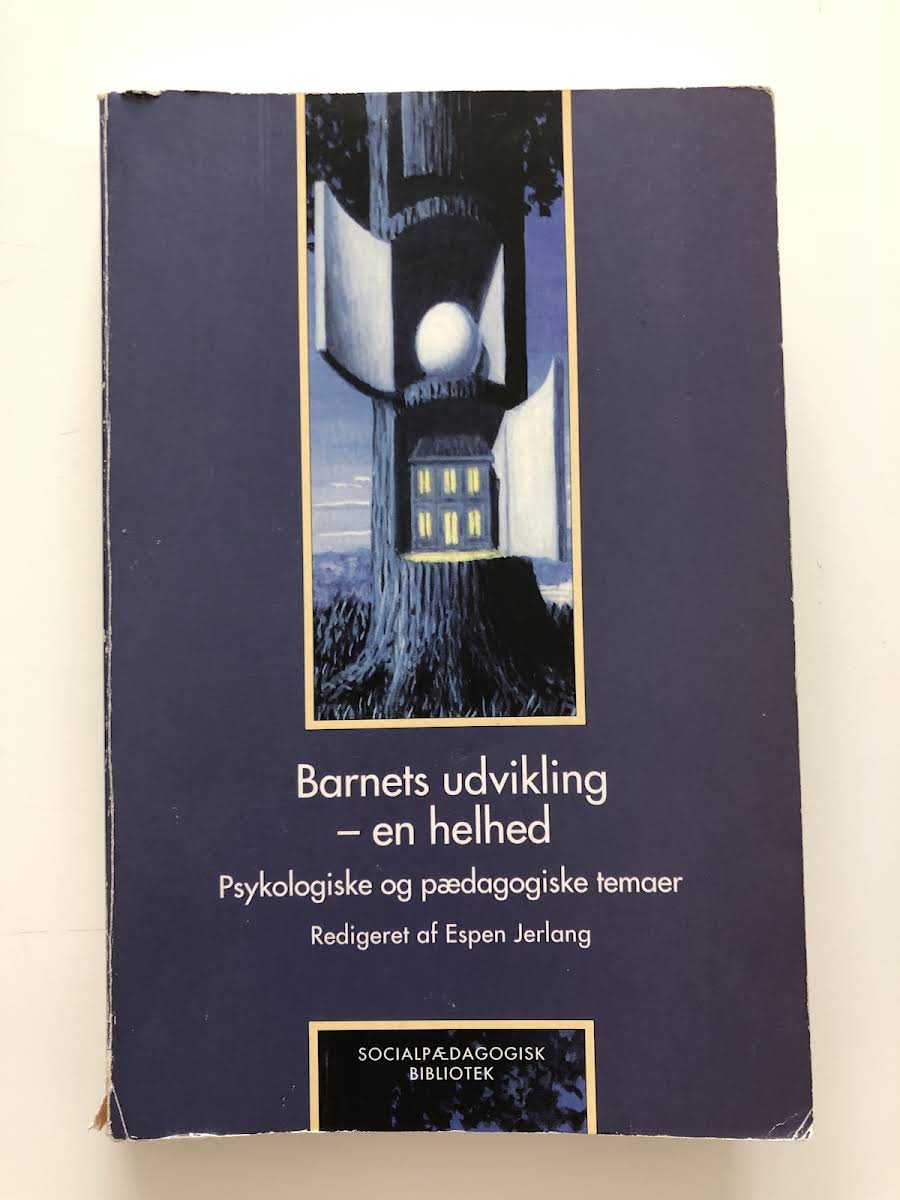 Barnets udvikling
– en helhed
Psykologiske og pædagogiske temaer
Redigeret af Espen Jerlang
SOCIALPÆDAGOGISK
BIBLIOTEK